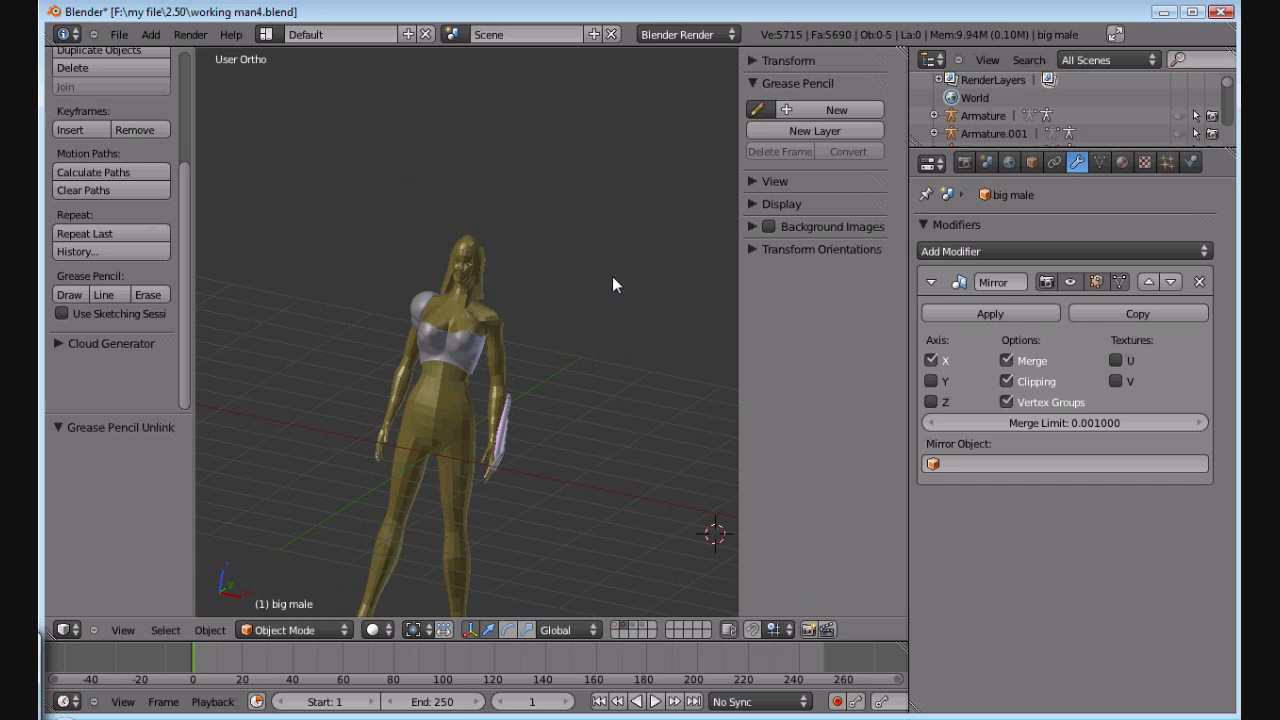 Blender* [F:\my file\2.50\working man4.blend]
File Add Render Help Default Scene Blender Render Ve:5715 | Fa:5690 | Ob:0-5 | La:0 | Mem:9.94M (0.10M) | big male
Duplicate Objects
Delete
Join
Keyframes:
Insert Remove
Motion Paths:
Calculate Paths
Clear Paths
Repeat:
Repeat Last
History...
Grease Pencil:
Draw Line Erase
Use Sketching Sessi
Cloud Generator
Grease Pencil Unlink
User Ortho
(1) big male
Transform
Grease Pencil
New
New Layer
Delete Frame Convert
View
Display
Background Images
Transform Orientations
View Search All Scenes
RenderLayers
World
Armature
Armature.001
big male
Modifiers
Add Modifier
Mirror
Apply Copy
Axis: Options: Textures:
X Merge U
Y Clipping V
Z Vertex Groups
Merge Limit: 0.001000
Mirror Object:
View Select Object Object Mode Global
-40 -20 0 20 40 60 80 100 120 140 160 180 200 220 240 260
View Frame Playback Start: 1 End: 250 1 No Sync